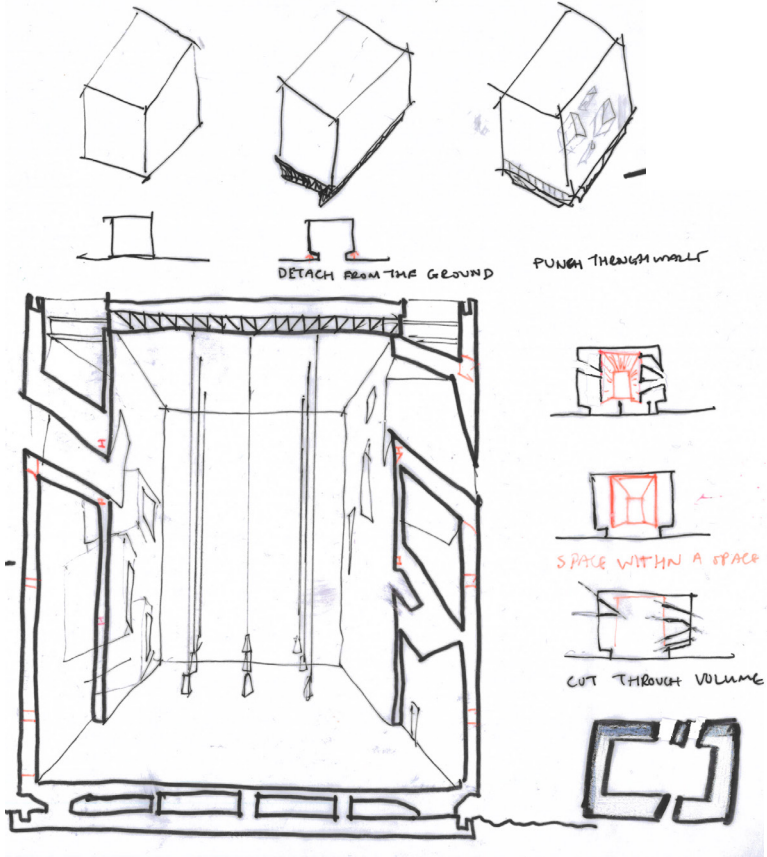 DETACH FROM THE GROUND
PUNCH THROUGH WALLS
SPACE WITHIN A SPACE
CUT THROUGH VOLUME